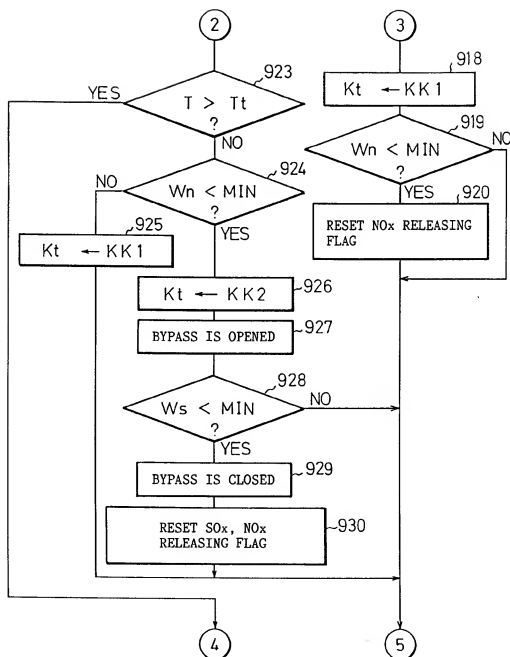 2
923
YES
T > Tt
?
NO
924
NO
Wn < MIN
?
YES
925
Kt ← KK1
Kt ← KK2
926
BYPASS IS OPENED
927
928
Ws < MIN
NO
?
YES
929
BYPASS IS CLOSED
RESET SOx, NOx
RELEASING FLAG
930
4
3
918
Kt ← KK1
919
Wn < MIN
NO
?
YES
920
RESET NOx RELEASING
FLAG
5